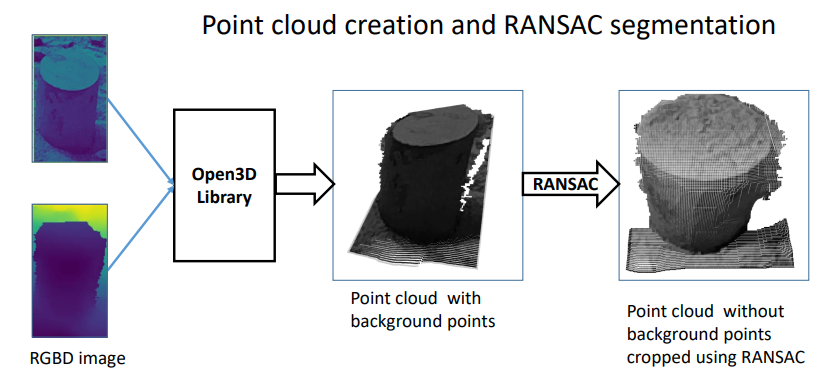 Point cloud creation and RANSAC segmentation
Open3D
Library
RANSAC
Point cloud with
background points
Point cloud without
background points
cropped using RANSAC
RGBD image